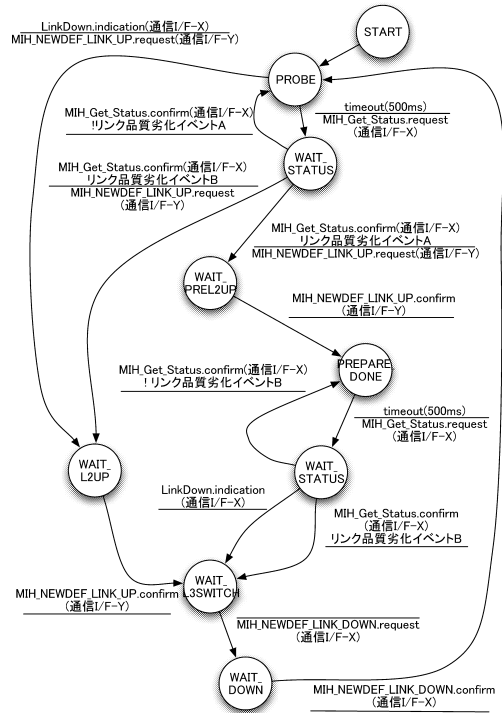 LinkDown.indication(通信I/F-X)
MIH_NEWDEF_LINK_UP.request(通信I/F-Y)
START
PROBE
MIH_Get_Status.confirm(通信I/F-X)
!リンク品質劣化イベントA
timeout(500ms)
MIH_Get_Status.request
(通信I/F-X)
WAIT_
STATUS
MIH_Get_Status.confirm(通信I/F-X)
リンク品質劣化イベントB
MIH_NEWDEF_LINK_UP.request
(通信I/F-Y)
MIH_Get_Status.confirm(通信I/F-X)
リンク品質劣化イベントA
MIH_NEWDEF_LINK_UP.request(通信I/F-Y)
WAIT_
PREL2UP
MIH_NEWDEF_LINK_UP.confirm
(通信I/F-Y)
MIH_Get_Status.confirm(通信I/F-X)
! リンク品質劣化イベントB
PREPARE_
DONE
timeout(500ms)
MIH_Get_Status.request
(通信I/F-X)
WAIT_
L2UP
WAIT_
STATUS
LinkDown.indication
(通信I/F-X)
MIH_Get_Status.confirm
(通信I/F-X)
リンク品質劣化イベントB
MIH_NEWDEF_LINK_UP.confirm
(通信I/F-Y)
WAIT_
L3SWITCH
MIH_NEWDEF_LINK_DOWN.request
(通信I/F-X)
WAIT_
DOWN
MIH_NEWDEF_LINK_DOWN.confirm
(通信I/F-X)